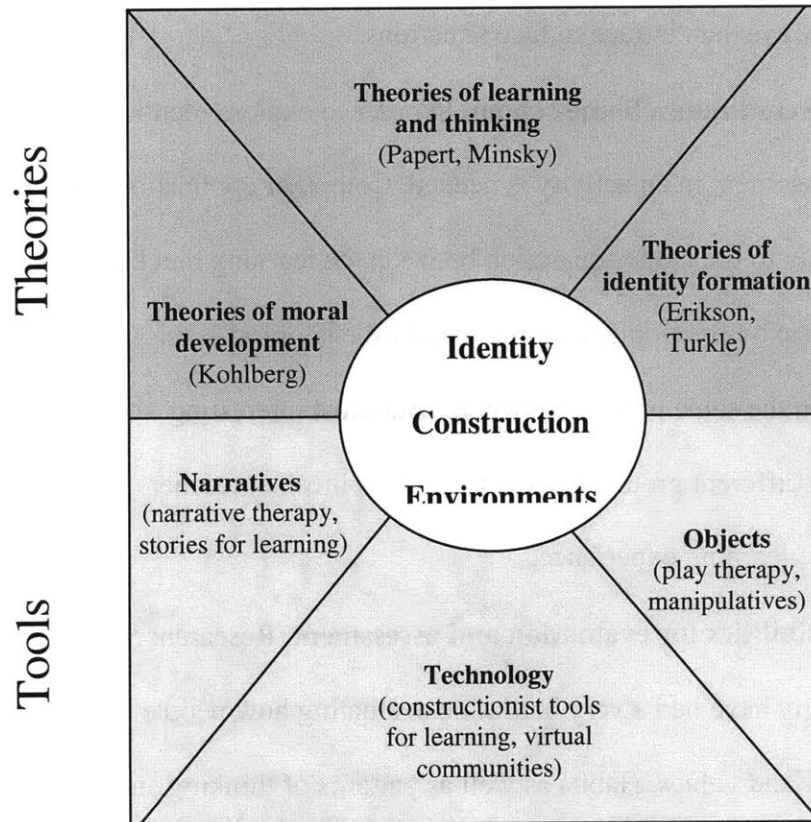 Theories
Theories of learning
and thinking
(Papert, Minsky)
Theories of
identity formation
(Erikson,
Turkle)
Theories of moral
development
(Kohlberg)
Identity
Construction
Environments
Tools
Narratives
(narrative therapy,
stories for learning)
Objects
(play therapy,
manipulatives)
Technology
(constructionist tools
for learning, virtual
communities)